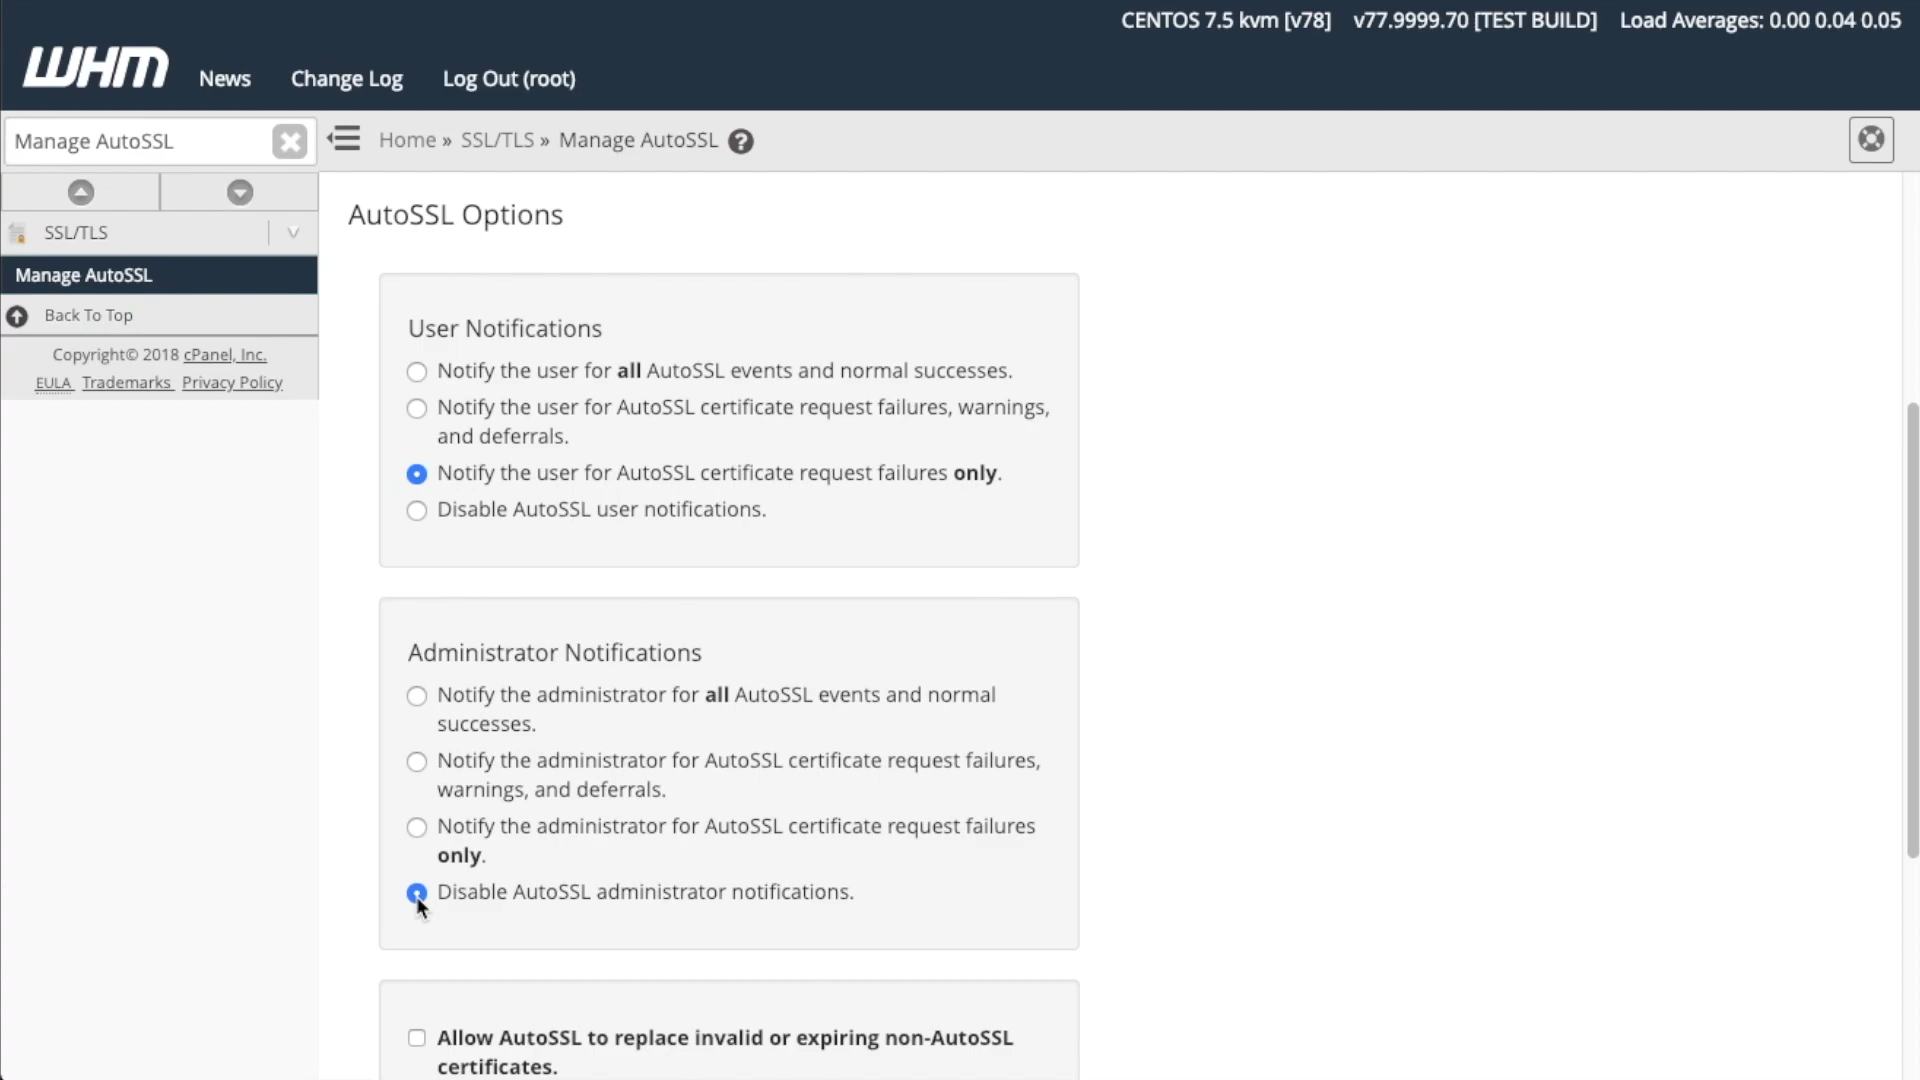 CENTOS 7.5 kvm [v78] v77.9999.70 [TEST BUILD] Load Averages: 0.00 0.04 0.05
WHM News Change Log Log Out (root)
Manage AutoSSL
Home » SSL/TLS » Manage AutoSSL ?
SSL/TLS
Manage AutoSSL
Back To Top
Copyright© 2018 cPanel, Inc.
EULA Trademarks Privacy Policy
AutoSSL Options
User Notifications
Notify the user for all AutoSSL events and normal successes.
Notify the user for AutoSSL certificate request failures, warnings,
and deferrals.
Notify the user for AutoSSL certificate request failures only.
Disable AutoSSL user notifications.
Administrator Notifications
Notify the administrator for all AutoSSL events and normal
successes.
Notify the administrator for AutoSSL certificate request failures,
warnings, and deferrals.
Notify the administrator for AutoSSL certificate request failures
only.
Disable AutoSSL administrator notifications.
Allow AutoSSL to replace invalid or expiring non-AutoSSL
certificates.